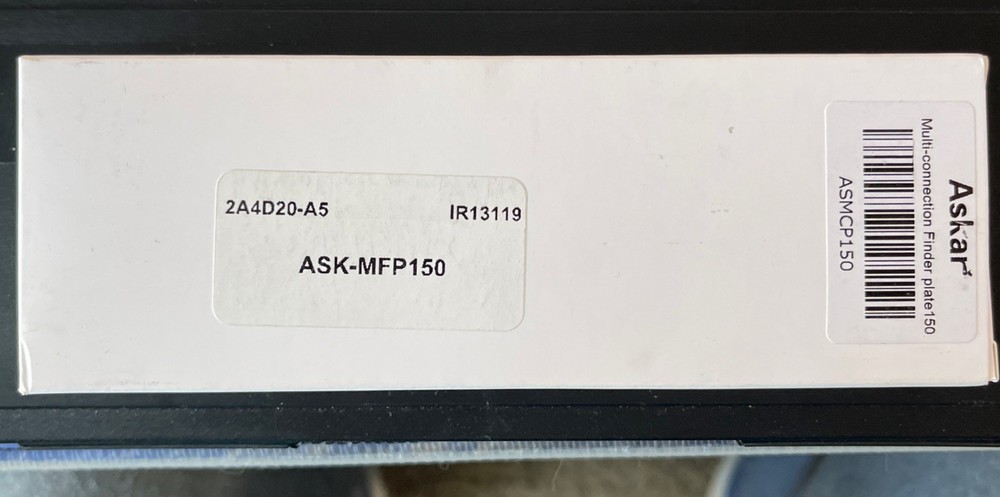 2A4D20-A5 IR13119
ASK-MFP150
Askar
Multi-connection Finder plate150
ASMCP150